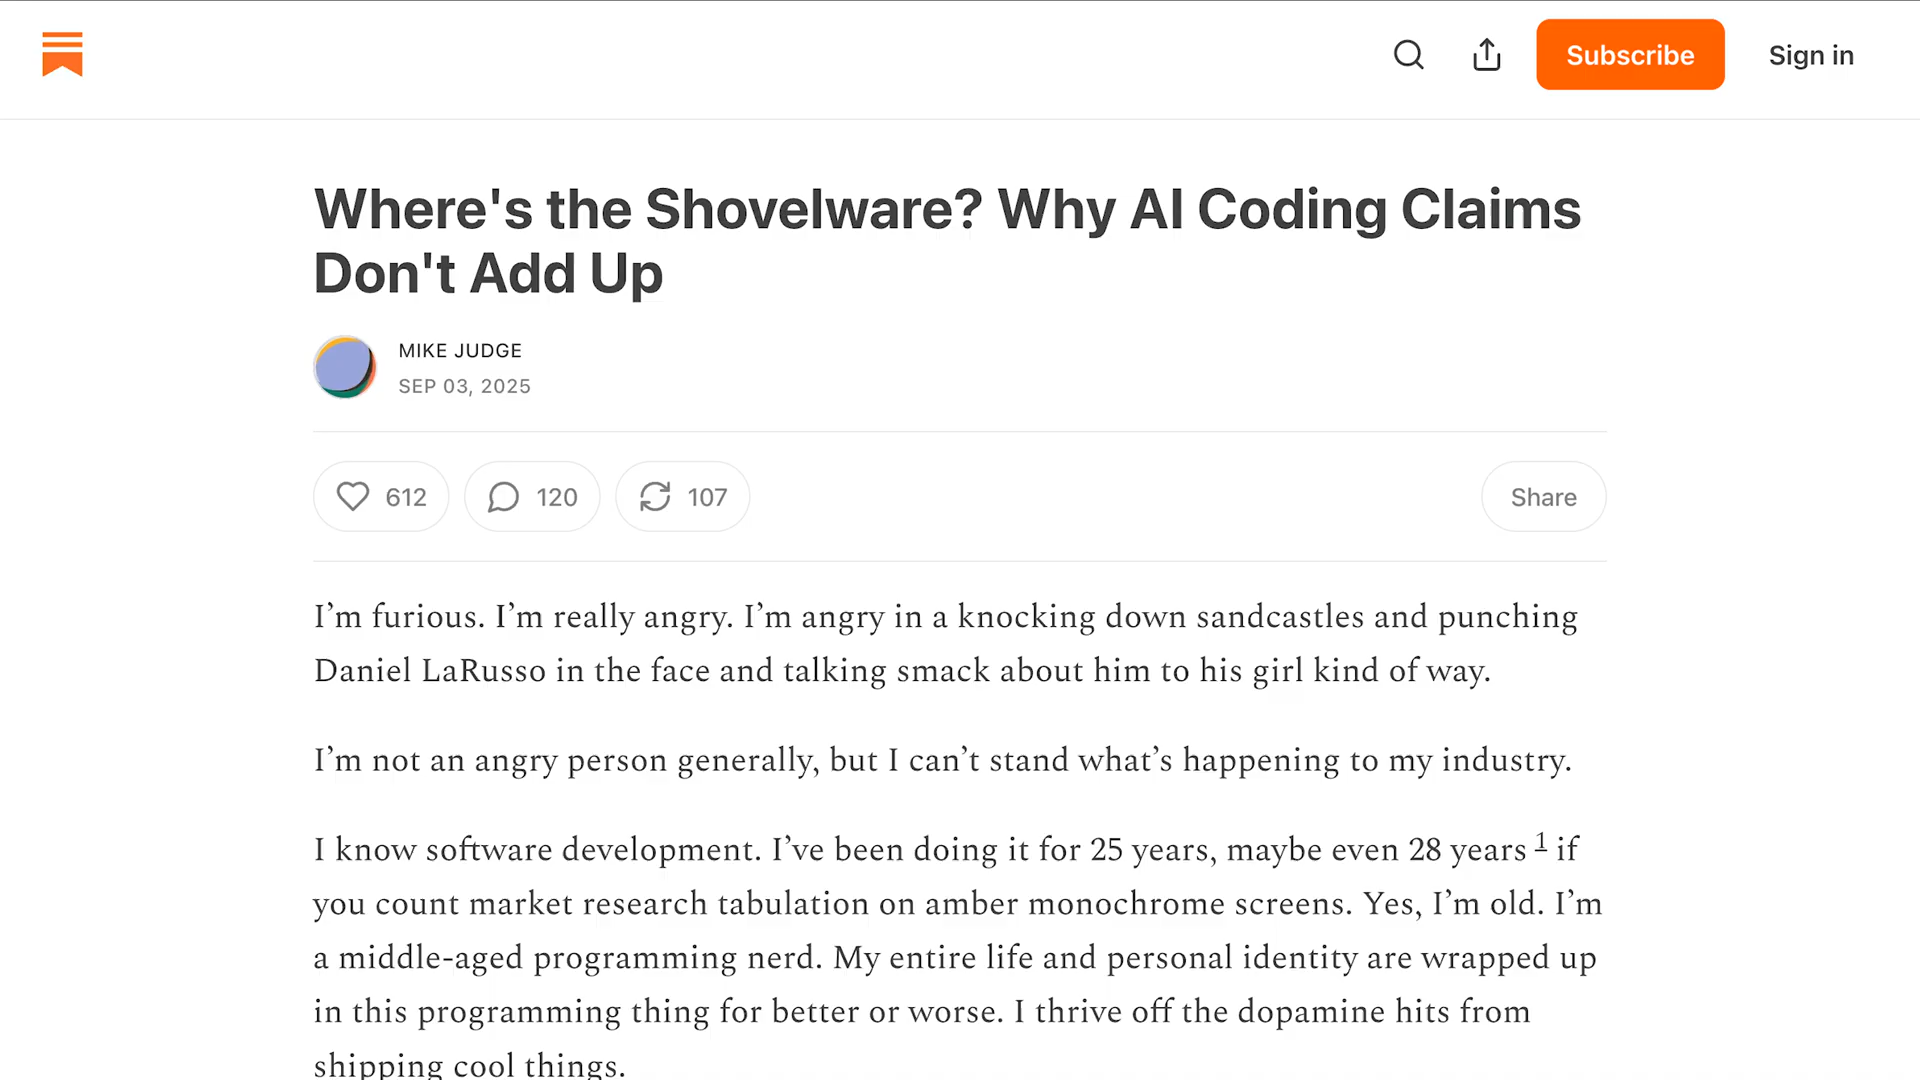 Subscribe
Sign in
Where's the Shovelware? Why AI Coding Claims
Don't Add Up
MIKE JUDGE
SEP 03, 2025
612
120
107
Share
I’m furious. I’m really angry. I’m angry in a knocking down sandcastles and punching
Daniel LaRusso in the face and talking smack about him to his girl kind of way.
I’m not an angry person generally, but I can’t stand what’s happening to my industry.
I know software development. I’ve been doing it for 25 years, maybe even 28 years 1 if
you count market research tabulation on amber monochrome screens. Yes, I’m old. I’m
a middle-aged programming nerd. My entire life and personal identity are wrapped up
in this programming thing for better or worse. I thrive off the dopamine hits from
shipping cool things.